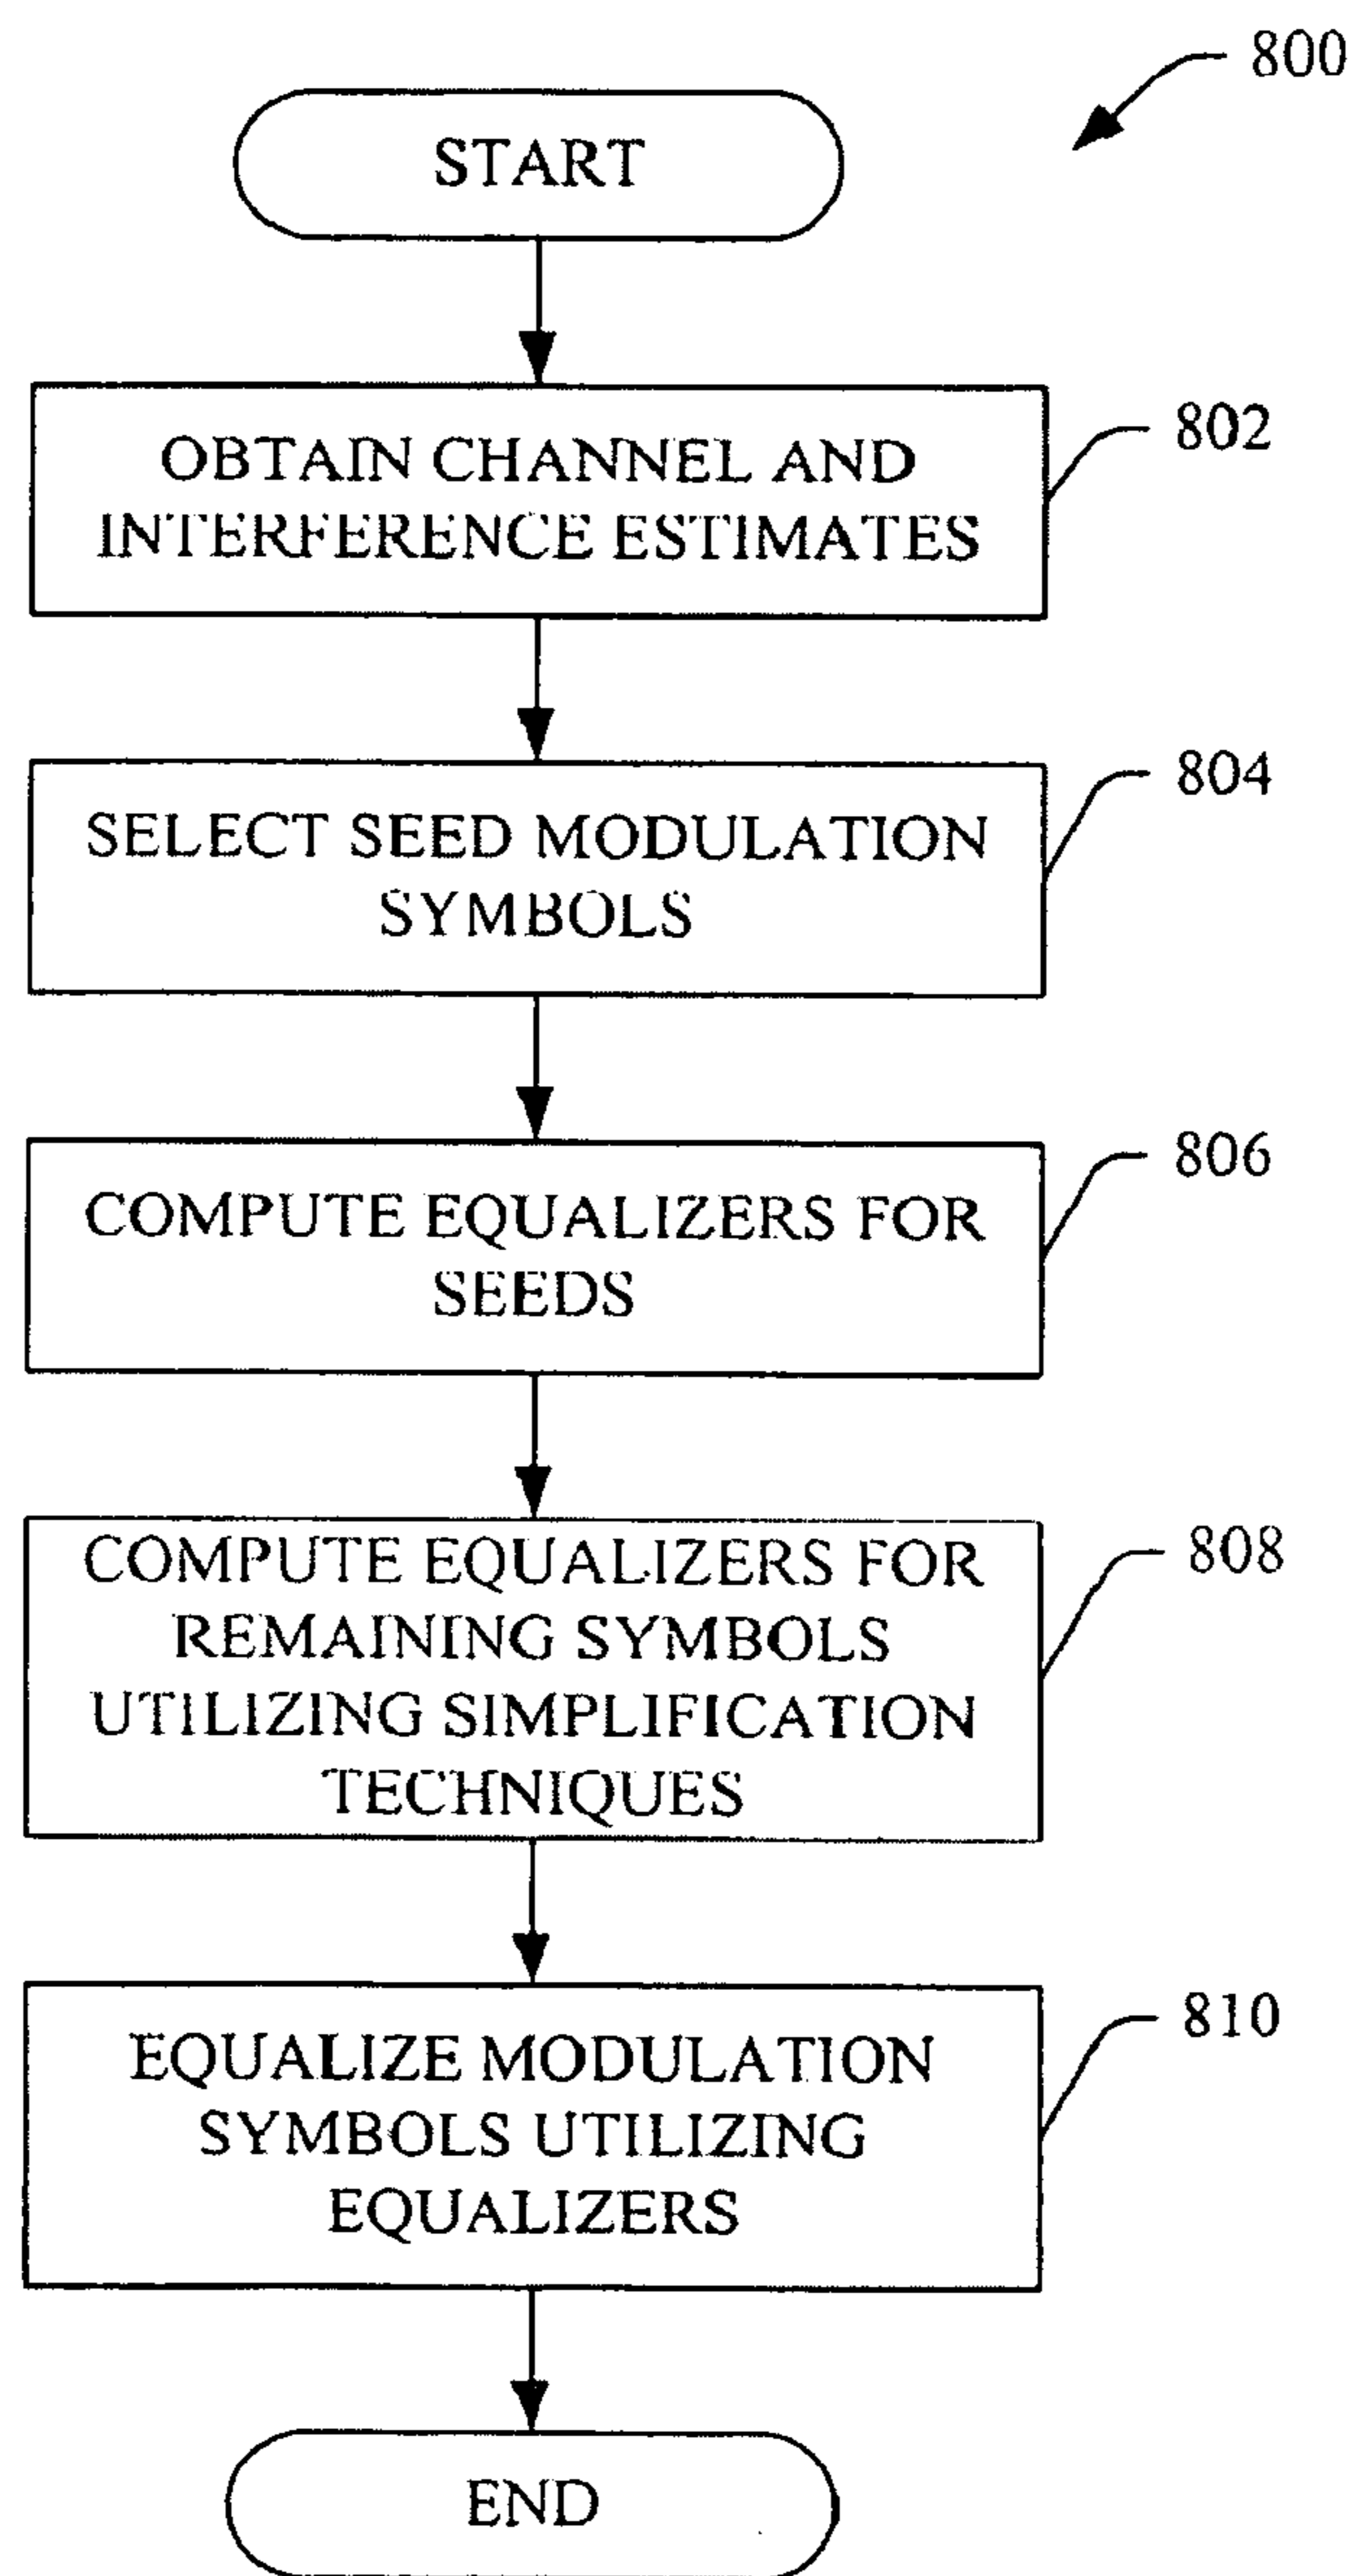 800
START
OBTAIN CHANNEL AND
INTERFERENCE ESTIMATES
802
SELECT SEED MODULATION
SYMBOLS
804
COMPUTE EQUALIZERS FOR
SEEDS
806
COMPUTE EQUALIZERS FOR
REMAINING SYMBOLS
UTILIZING SIMPLIFICATION
TECHNIQUES
808
EQUALIZE MODULATION
SYMBOLS UTILIZING
EQUALIZERS
810
END